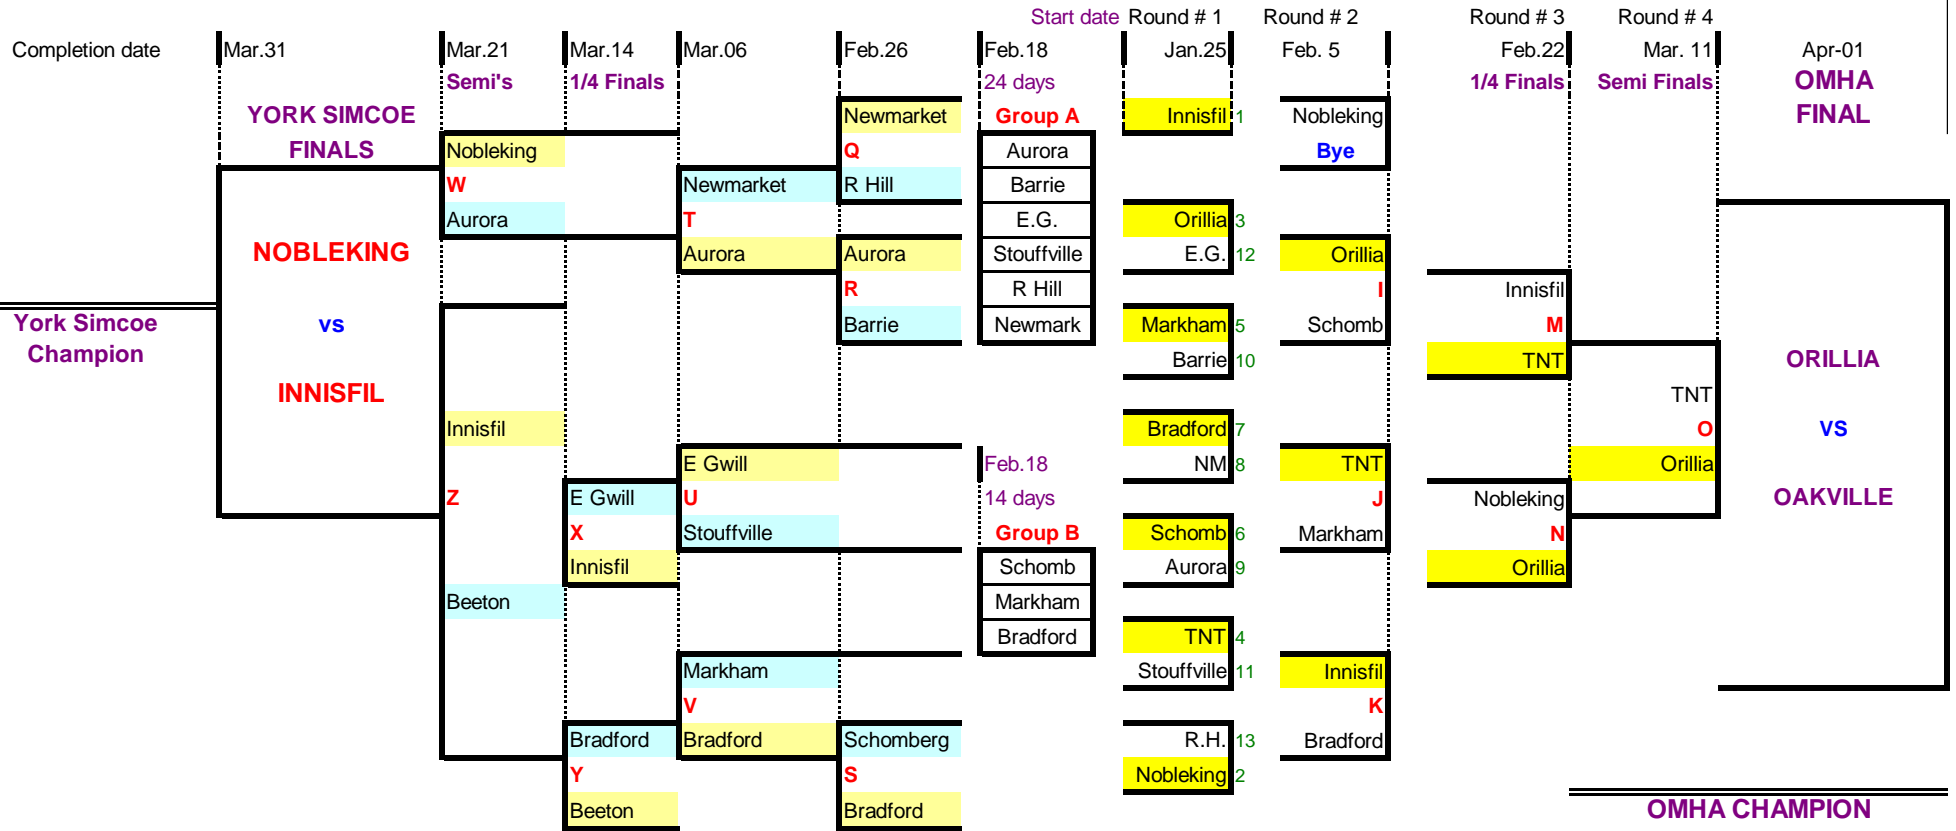 Start date Round # 1 Round # 2 Round # 3 Round # 4
Completion date Mar.31 Mar.21 Mar.14 Mar.06 Feb.26 Feb.18 Jan.25 Feb. 5 Feb.22 Mar. 11 Apr-01
Semi's 1/4 Finals 24 days 1/4 Finals Semi Finals OMHA
YORK SIMCOE Newmarket Group A Innisfil 1 Nobleking FINAL
FINALS Nobleking Q Aurora Bye
W Newmarket R Hill Barrie
Aurora T E.G. Orillia 3
NOBLEKING Aurora Aurora Stouffville E.G. 12 Orillia
R R Hill I Innisfil
York Simcoe vs Barrie Newmark Markham 5 Schomb M
Champion Barrie 10 TNT ORILLIA
INNISFIL TNT
Innisfil Bradford 7 O VS
E Gwill Feb.18 NM 8 TNT Orillia
Z E Gwill U 14 days J Nobleking OAKVILLE
X Stouffville Group B Schomb 6 Markham N
Innisfil Schomb Aurora 9 Orillia
Beeton Markham
Bradford TNT 4
Markham Stouffville 11 Innisfil
V K
Bradford Bradford Schomberg R.H. 13 Bradford
Y S Nobleking 2
Beeton Bradford OMHA CHAMPION